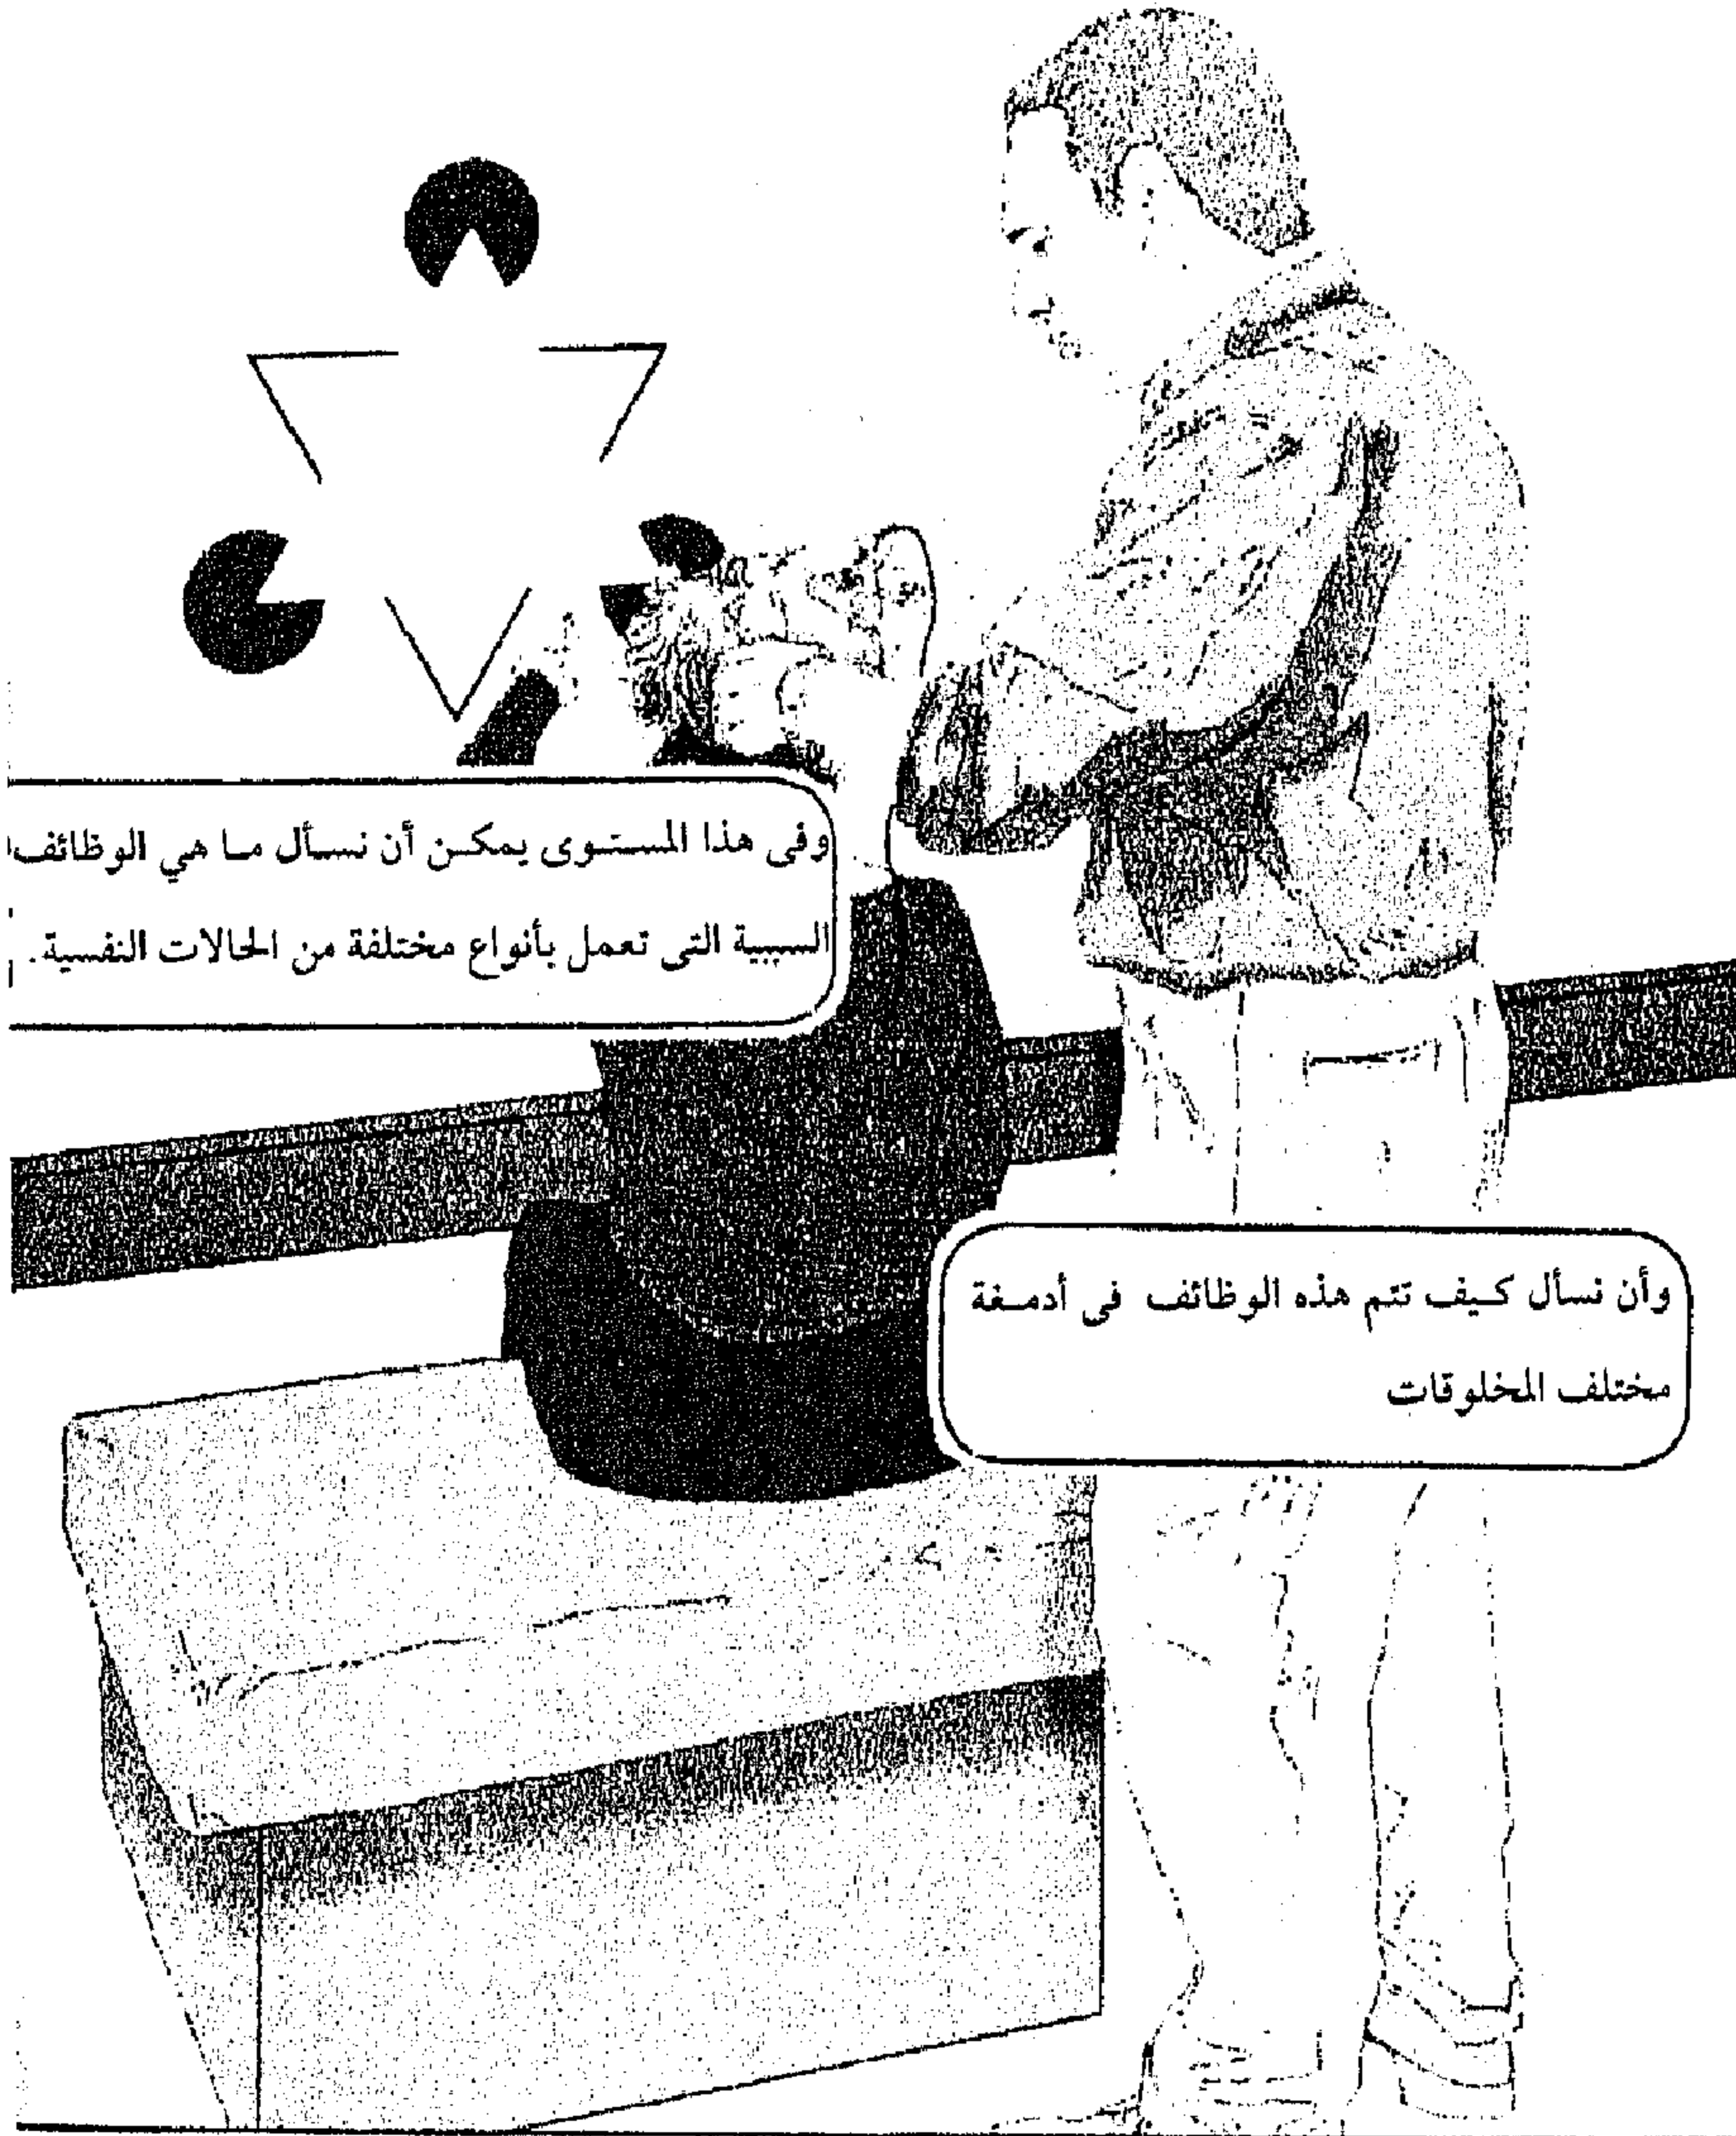 وفى هذا المستوى يمكن أن نسأل ما هي الوظائف
السببية التى تعمل بأنواع مختلفة من الحالات النفسية.
وأن نسأل كيف تتم هذه الوظائف فى أدمغة
مختلف المخلوقات